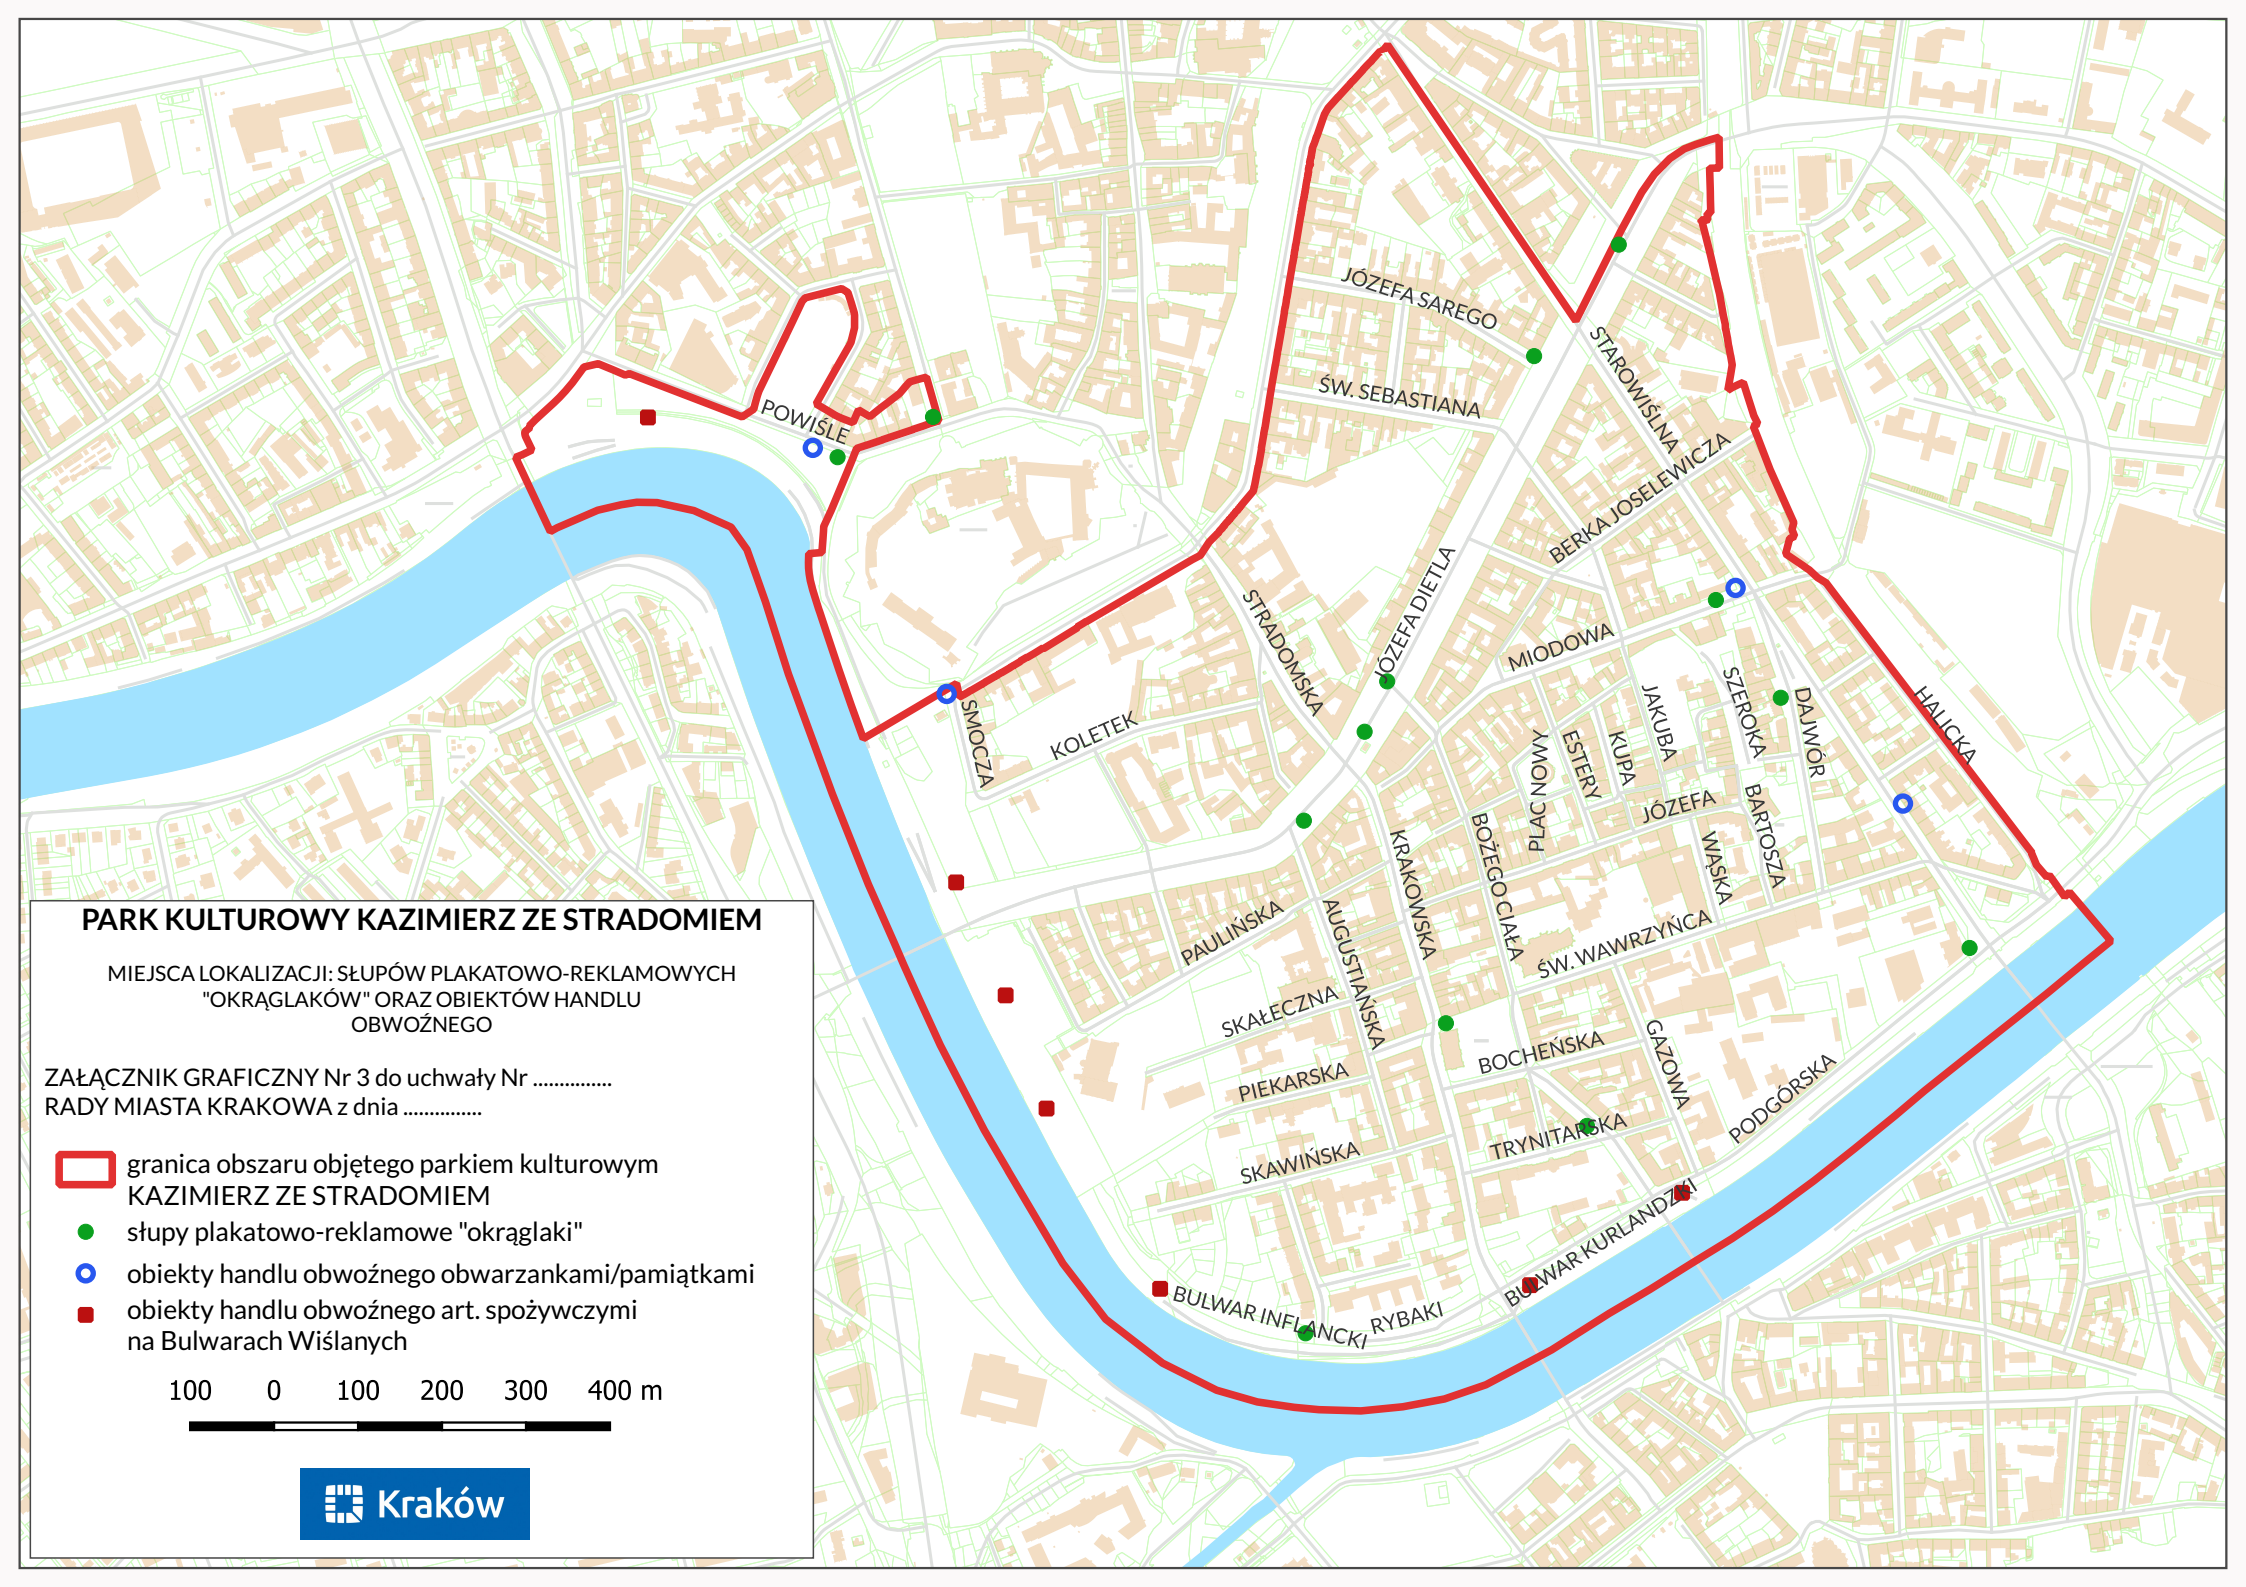 JÓZEFA SAREGO
STAROWIŚLNA
ŚW. SEBASTIANA
POWIŚLE
BERKA JOSELEWICZA
JÓZEFA DIETLA
STRADOMSKA
MIODOWA
SMOCZA
KOLETEK
JAKUBA
SZEROKA
DAJWÓR
HALICKA
PLAC NOWY
ESTERY
KUPA
JÓZEFA
BARTOSZA
WĄSKA
BOŻEGO CIAŁA
KRAKOWSKA
AUGUSTIAŃSKA
PAULIŃSKA
ŚW. WAWRZYŃCA
SKAŁECZNA
BOCHEŃSKA
GAZOWA
PIEKARSKA
PODGÓRSKA
TRYNITARSKA
SKAWIŃSKA
BULWAR KURLANDZKI
BULWAR INFLANCKI
RYBAKI
PARK KULTUROWY KAZIMIERZ ZE STRADOMIEM
MIEJSCA LOKALIZACJI: SŁUPÓW PLAKATOWO-REKLAMOWYCH
"OKRĄGLAKÓW" ORAZ OBIEKTÓW HANDLU
OBWOŹNEGO
ZAŁĄCZNIK GRAFICZNY Nr 3 do uchwały Nr ...............
RADY MIASTA KRAKOWA z dnia ...............
granica obszaru objętego parkiem kulturowym
KAZIMIERZ ZE STRADOMIEM
słupy plakatowo-reklamowe "okrąglaki"
obiekty handlu obwoźnego obwarzankami/pamiątkami
obiekty handlu obwoźnego art. spożywczymi
na Bulwarach Wiślanych
100 0 100 200 300 400 m
Kraków